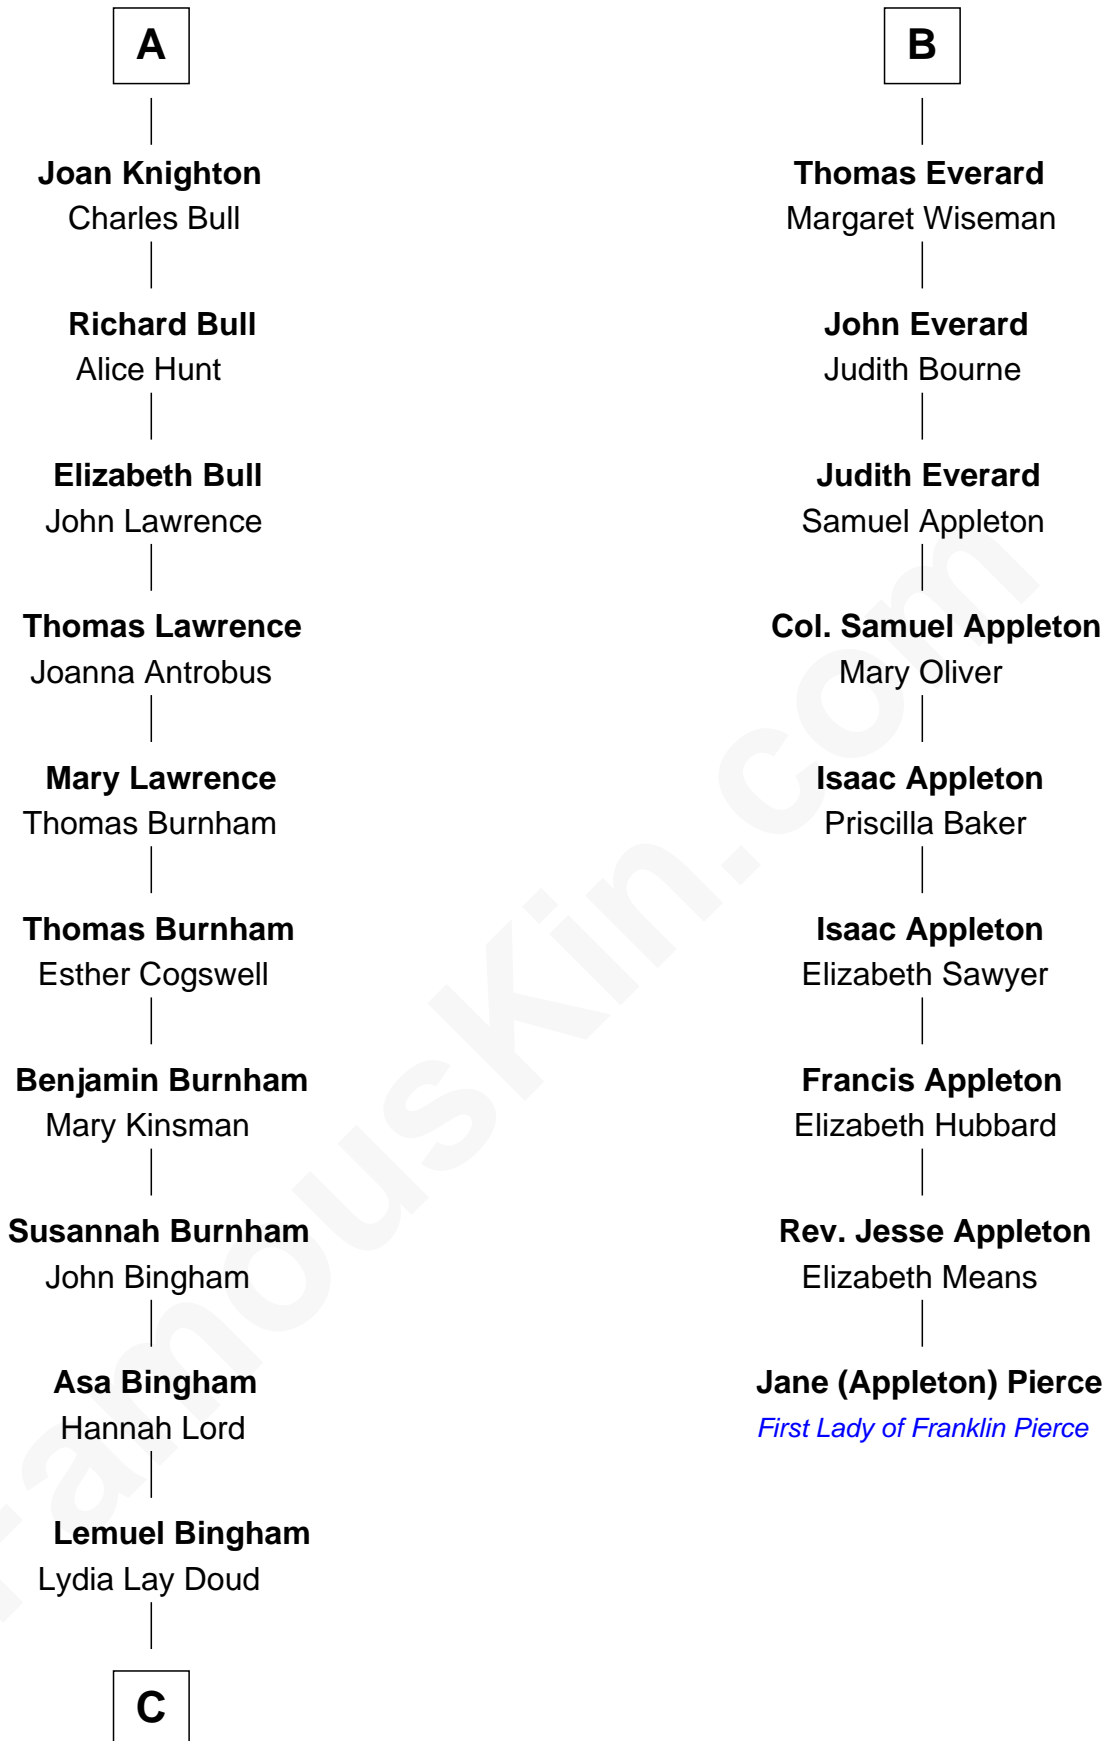 A
Joan Knighton
Charles Bull
Richard Bull
Alice Hunt
Elizabeth Bull
John Lawrence
Thomas Lawrence
Joanna Antrobus
Mary Lawrence
Thomas Burnham
Thomas Burnham
Esther Cogswell
Benjamin Burnham
Mary Kinsman
Susannah Burnham
John Bingham
Asa Bingham
Hannah Lord
Lemuel Bingham
Lydia Lay Doud
C
B
Thomas Everard
Margaret Wiseman
John Everard
Judith Bourne
Judith Everard
Samuel Appleton
Col. Samuel Appleton
Mary Oliver
Isaac Appleton
Priscilla Baker
Isaac Appleton
Elizabeth Sawyer
Francis Appleton
Elizabeth Hubbard
Rev. Jesse Appleton
Elizabeth Means
Jane (Appleton) Pierce
First Lady of Franklin Pierce
FamousKin.com